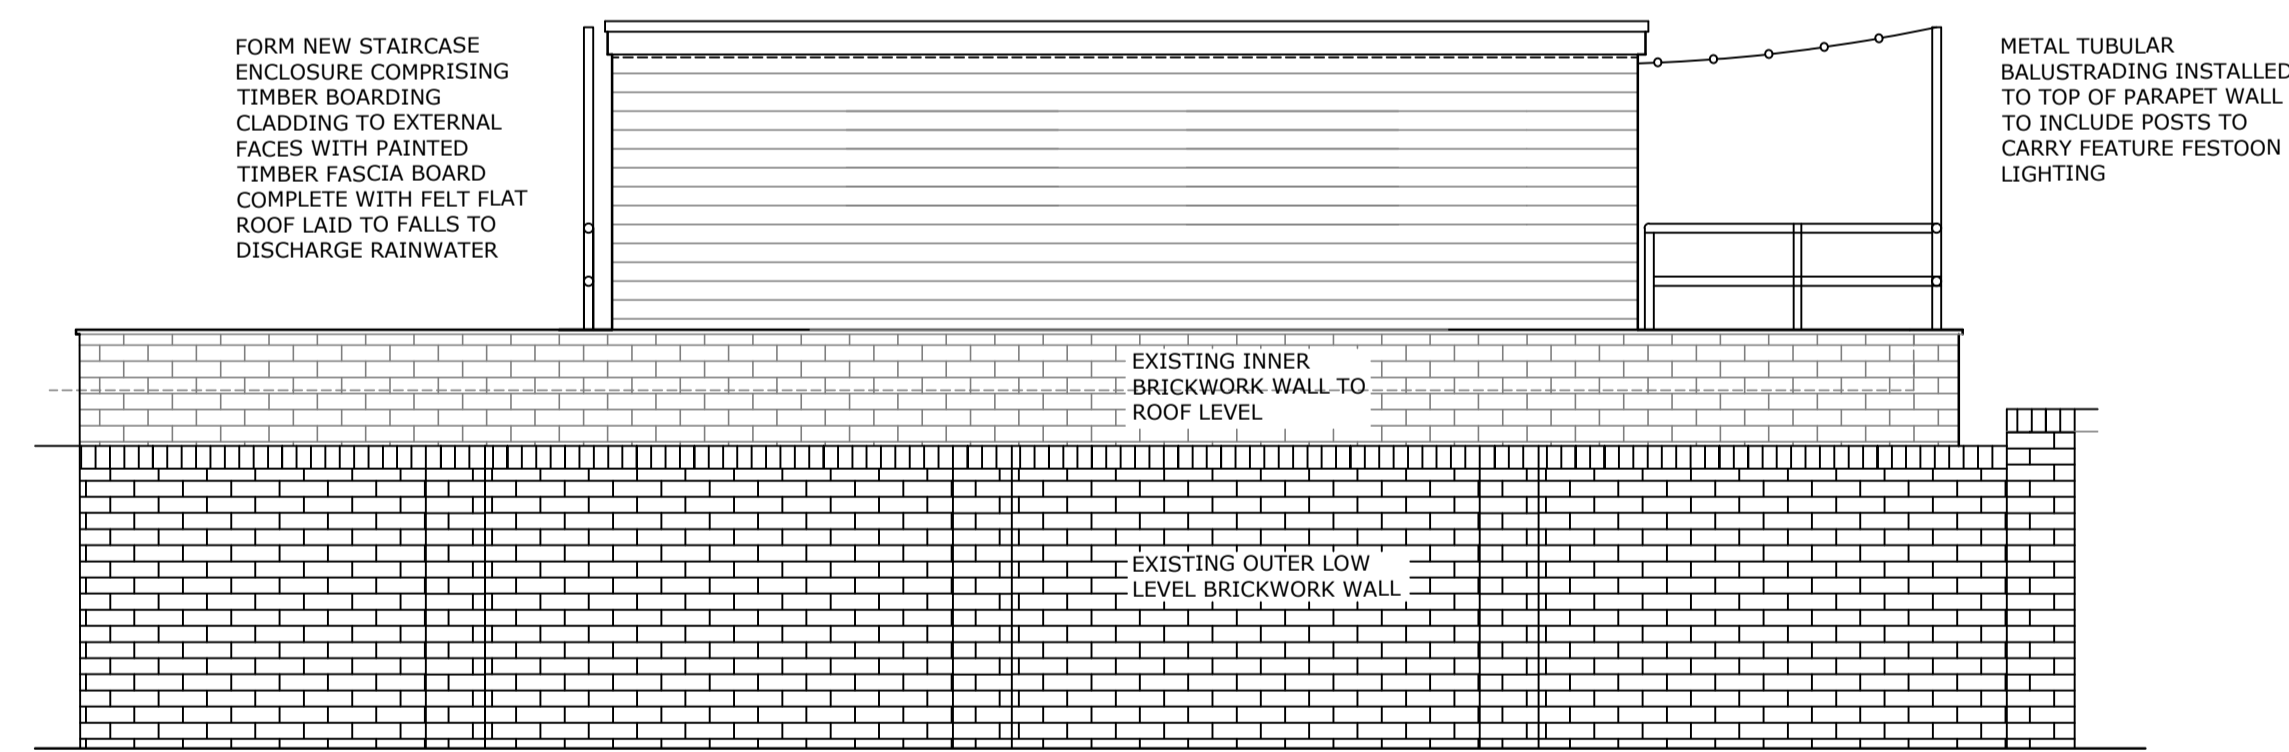 FORM NEW STAIRCASE
ENCLOSURE COMPRISING
TIMBER BOARDING
CLADDING TO EXTERNAL
FACES WITH PAINTED
TIMBER FASCIA BOARD
COMPLETE WITH FELT FLAT
ROOF LAID TO FALLS TO
DISCHARGE RAINWATER
METAL TUBULAR
BALUSTRADING INSTALLED
TO TOP OF PARAPET WALL
TO INCLUDE POSTS TO
CARRY FEATURE FESTOON
LIGHTING
EXISTING INNER
BRICKWORK WALL TO
ROOF LEVEL
EXISTING OUTER LOW
LEVEL BRICKWORK WALL